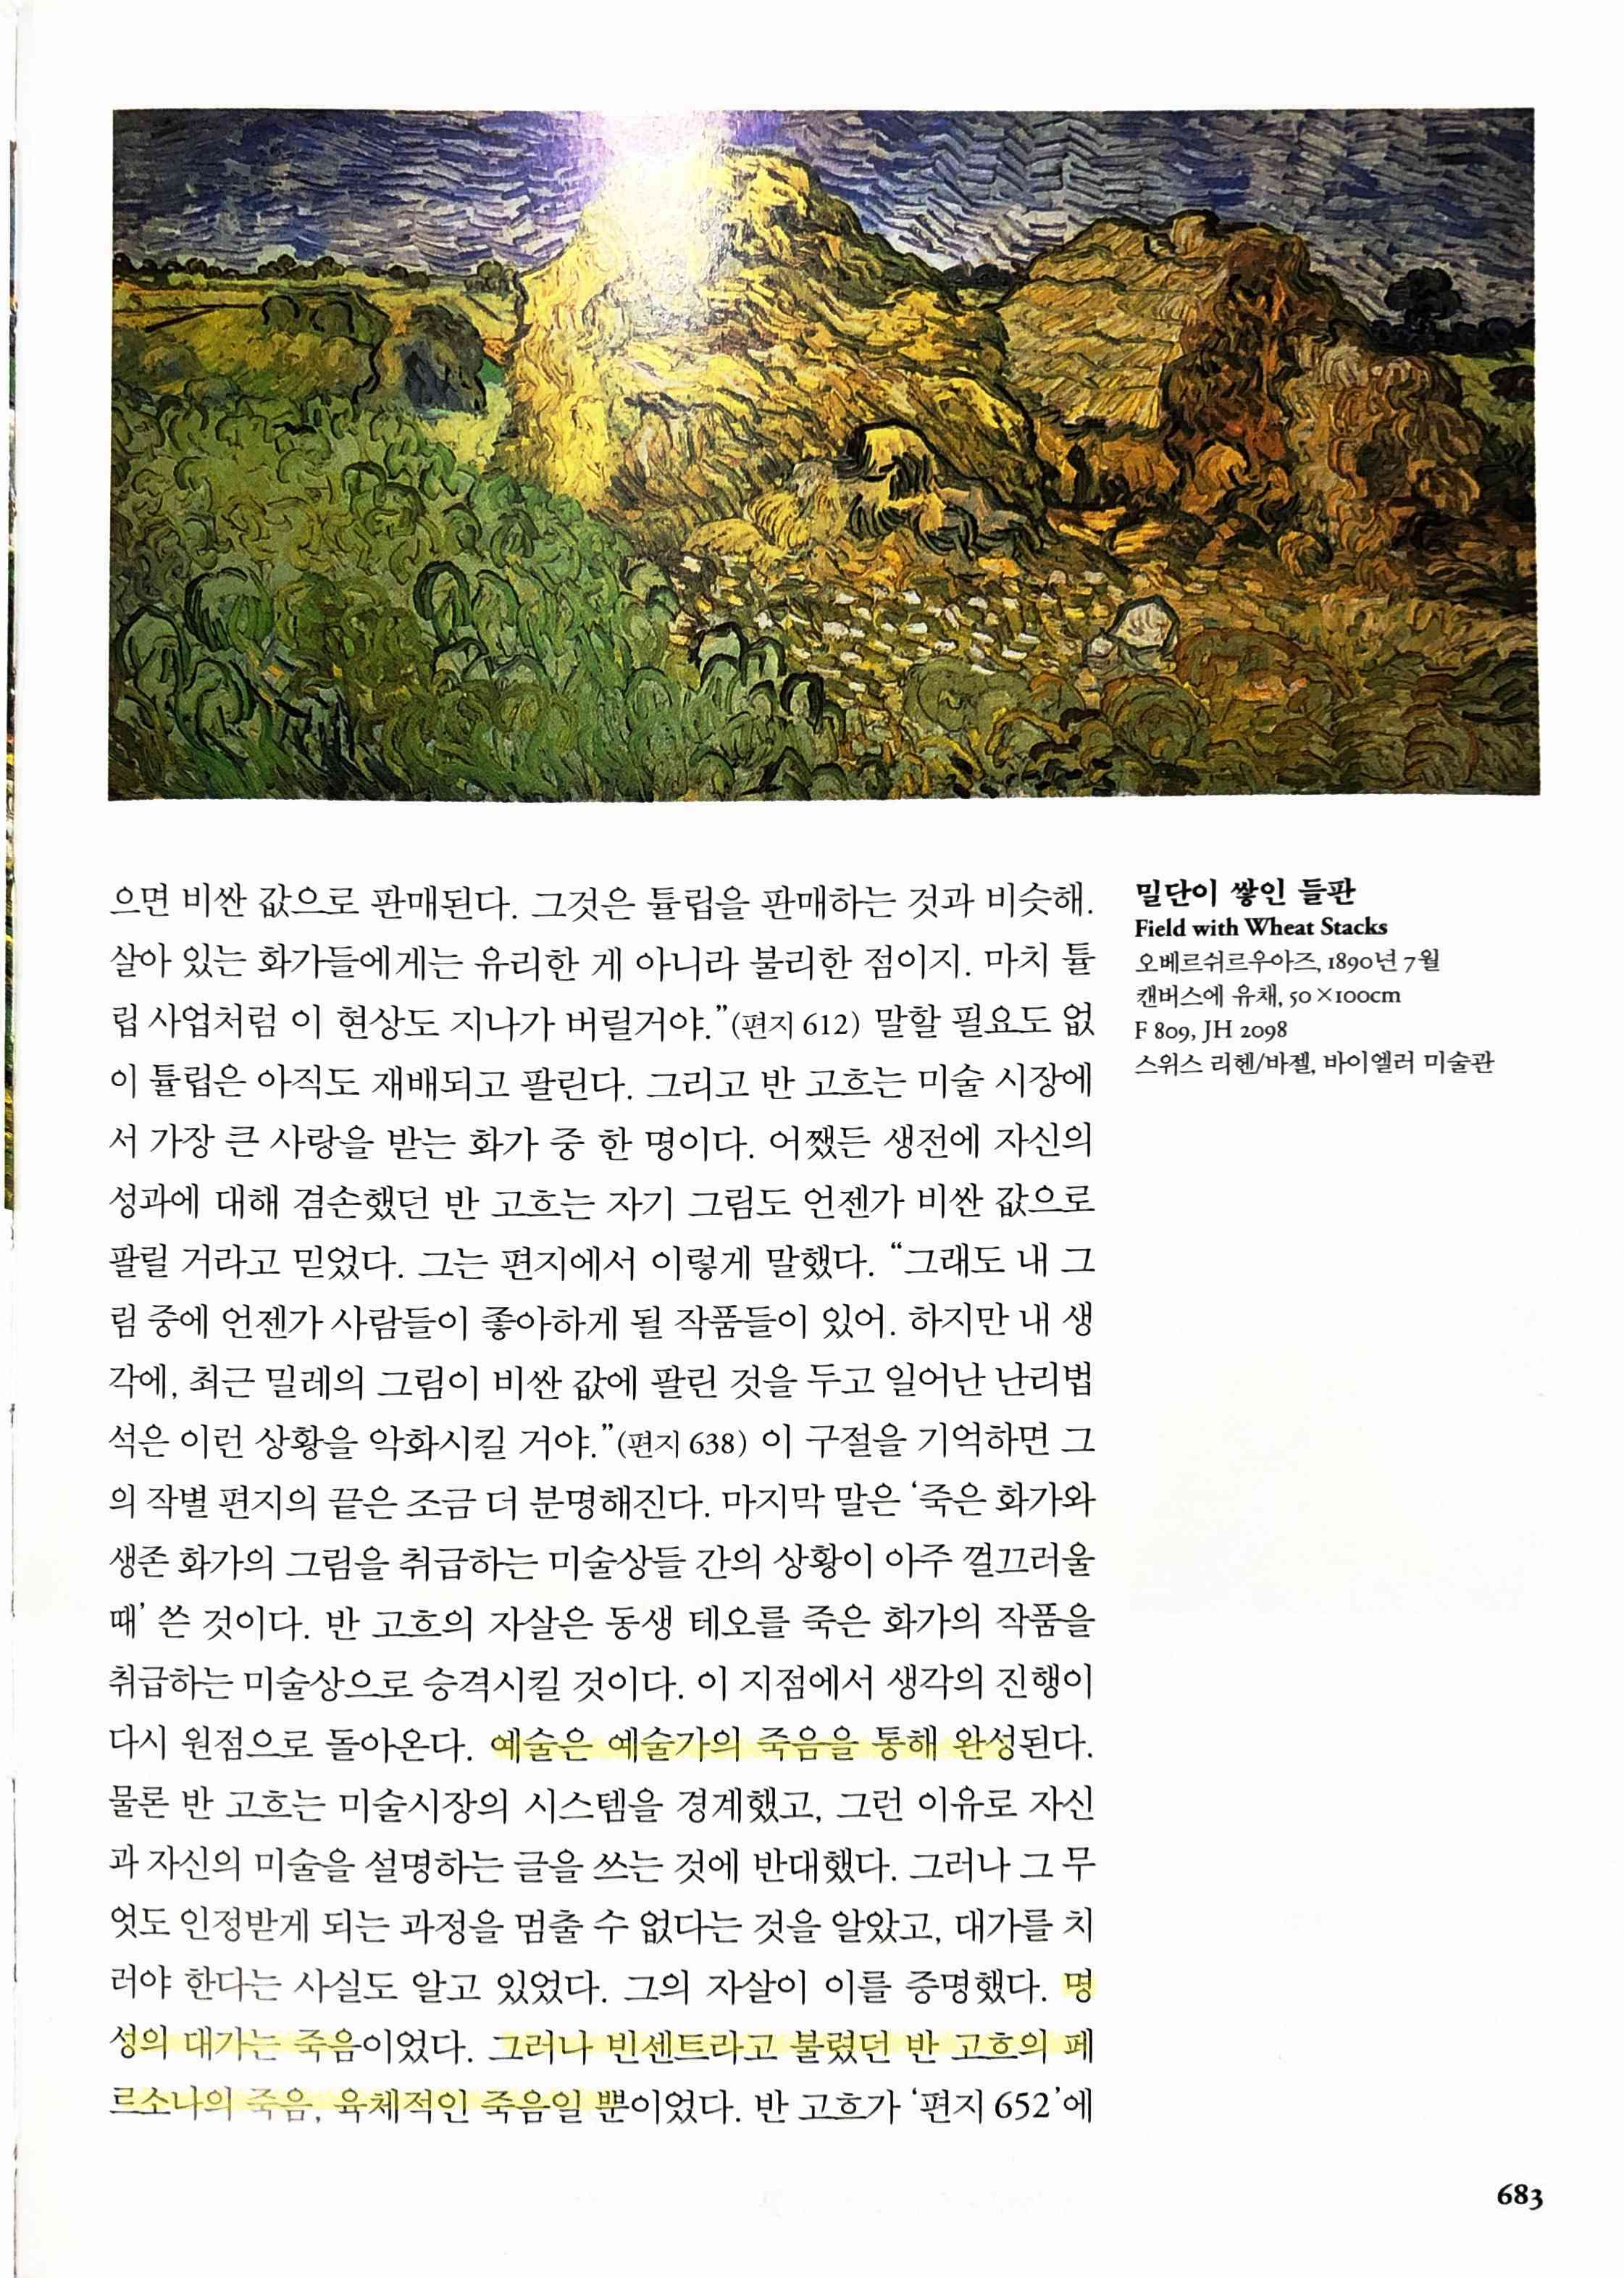 으면 비싼 값으로 판매된다. 그것은 튤립을 판매하는 것과 비슷해.
살아 있는 화가들에게는 유리한 게 아니라 불리한 점이지. 마치 튤
립 사업처럼 이 현상도 지나가 버릴거야.”(편지 612) 말할 필요도 없
이 튤립은 아직도 재배되고 팔린다. 그리고 반 고흐는 미술 시장에
서 가장 큰 사랑을 받는 화가 중 한 명이다. 어쨌든 생전에 자신의
성과에 대해 겸손했던 반 고흐는 자기 그림도 언젠가 비싼 값으로
팔릴 거라고 믿었다. 그는 편지에서 이렇게 말했다. “그래도 내 그
림 중에 언젠가 사람들이 좋아하게 될 작품들이 있어. 하지만 내 생
각에, 최근 밀레의 그림이 비싼 값에 팔린 것을 두고 일어난 난리법
석은 이런 상황을 악화시킬 거야.”(편지 638) 이 구절을 기억하면 그
의 작별 편지의 끝은 조금 더 분명해진다. 마지막 말은 ‘죽은 화가와
생존 화가의 그림을 취급하는 미술상들 간의 상황이 아주 껄끄러울
때’ 쓴 것이다. 반 고흐의 자살은 동생 테오를 죽은 화가의 작품을
취급하는 미술상으로 승격시킬 것이다. 이 지점에서 생각의 진행이
다시 원점으로 돌아온다. 예술은 예술가의 죽음을 통해 완성된다.
물론 반 고흐는 미술시장의 시스템을 경계했고, 그런 이유로 자신
과 자신의 미술을 설명하는 글을 쓰는 것에 반대했다. 그러나 그 무
엇도 인정받게 되는 과정을 멈출 수 없다는 것을 알았고, 대가를 치
러야 한다는 사실도 알고 있었다. 그의 자살이 이를 증명했다. 명
성의 대가는 죽음이었다. 그러나 빈센트라고 불렸던 반 고흐의 페
르소나의 죽음, 육체적인 죽음일 뿐이었다. 반 고흐가 ‘편지 652’에
밀단이 쌓인 들판
Field with Wheat Stacks
오베르쉬르우아즈, 1890년 7월
캔버스에 유채, 50×100cm
F 809, JH 2098
스위스 리헨/바젤, 바이엘러 미술관
683